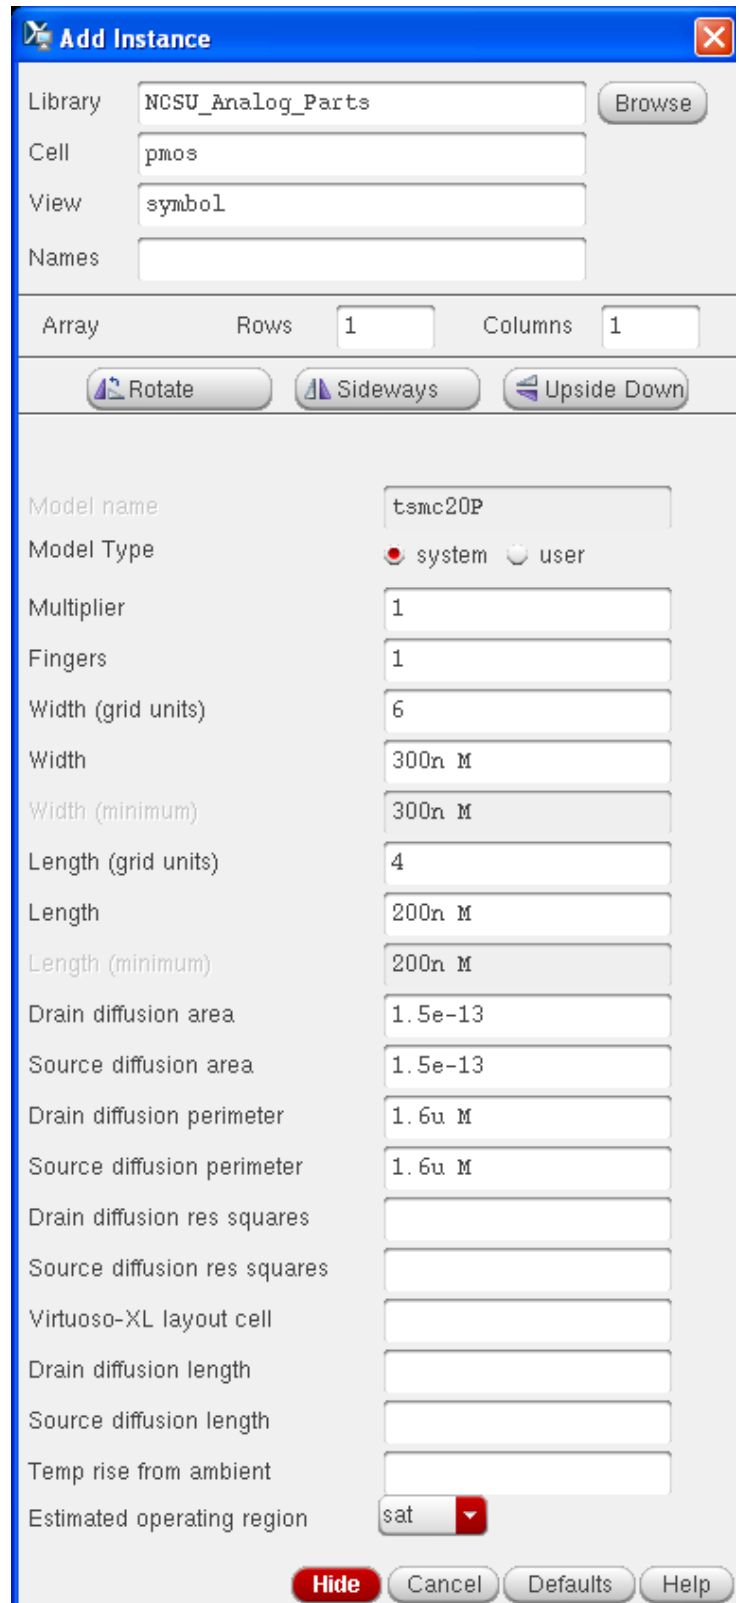 Add Instance
Library NCSU_Analog_Parts Browse
Cell pmos
View symbol
Names
Array Rows 1 Columns 1
Rotate Sideways Upside Down
Model name tsmc20P
Model Type system user
Multiplier 1
Fingers 1
Width (grid units) 6
Width 300n M
Width (minimum) 300n M
Length (grid units) 4
Length 200n M
Length (minimum) 200n M
Drain diffusion area 1.5e-13
Source diffusion area 1.5e-13
Drain diffusion perimeter 1.6u M
Source diffusion perimeter 1.6u M
Drain diffusion res squares
Source diffusion res squares
Virtuoso-XL layout cell
Drain diffusion length
Source diffusion length
Temp rise from ambient
Estimated operating region sat
Hide Cancel Defaults Help